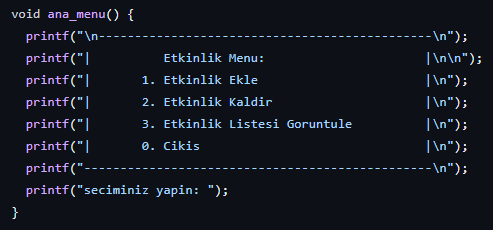 void ana_menu() {
  printf("\n----------------------------------------------\n");
  printf("|          Etkinlik Menu:                      |\n\n");
  printf("|       1. Etkinlik Ekle                       |\n");
  printf("|       2. Etkinlik Kaldir                     |\n");
  printf("|       3. Etkinlik Listesi Goruntule          |\n");
  printf("|       0. Cikis                               |\n");
  printf("------------------------------------------------\n");
  printf("seciminiz yapin: ");
}